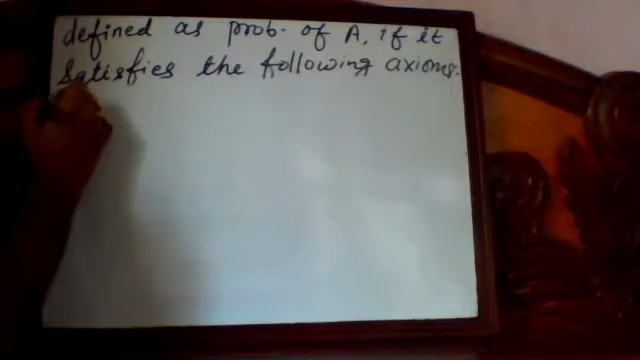 defined as prob. of A, if it
satisfies the following axioms.